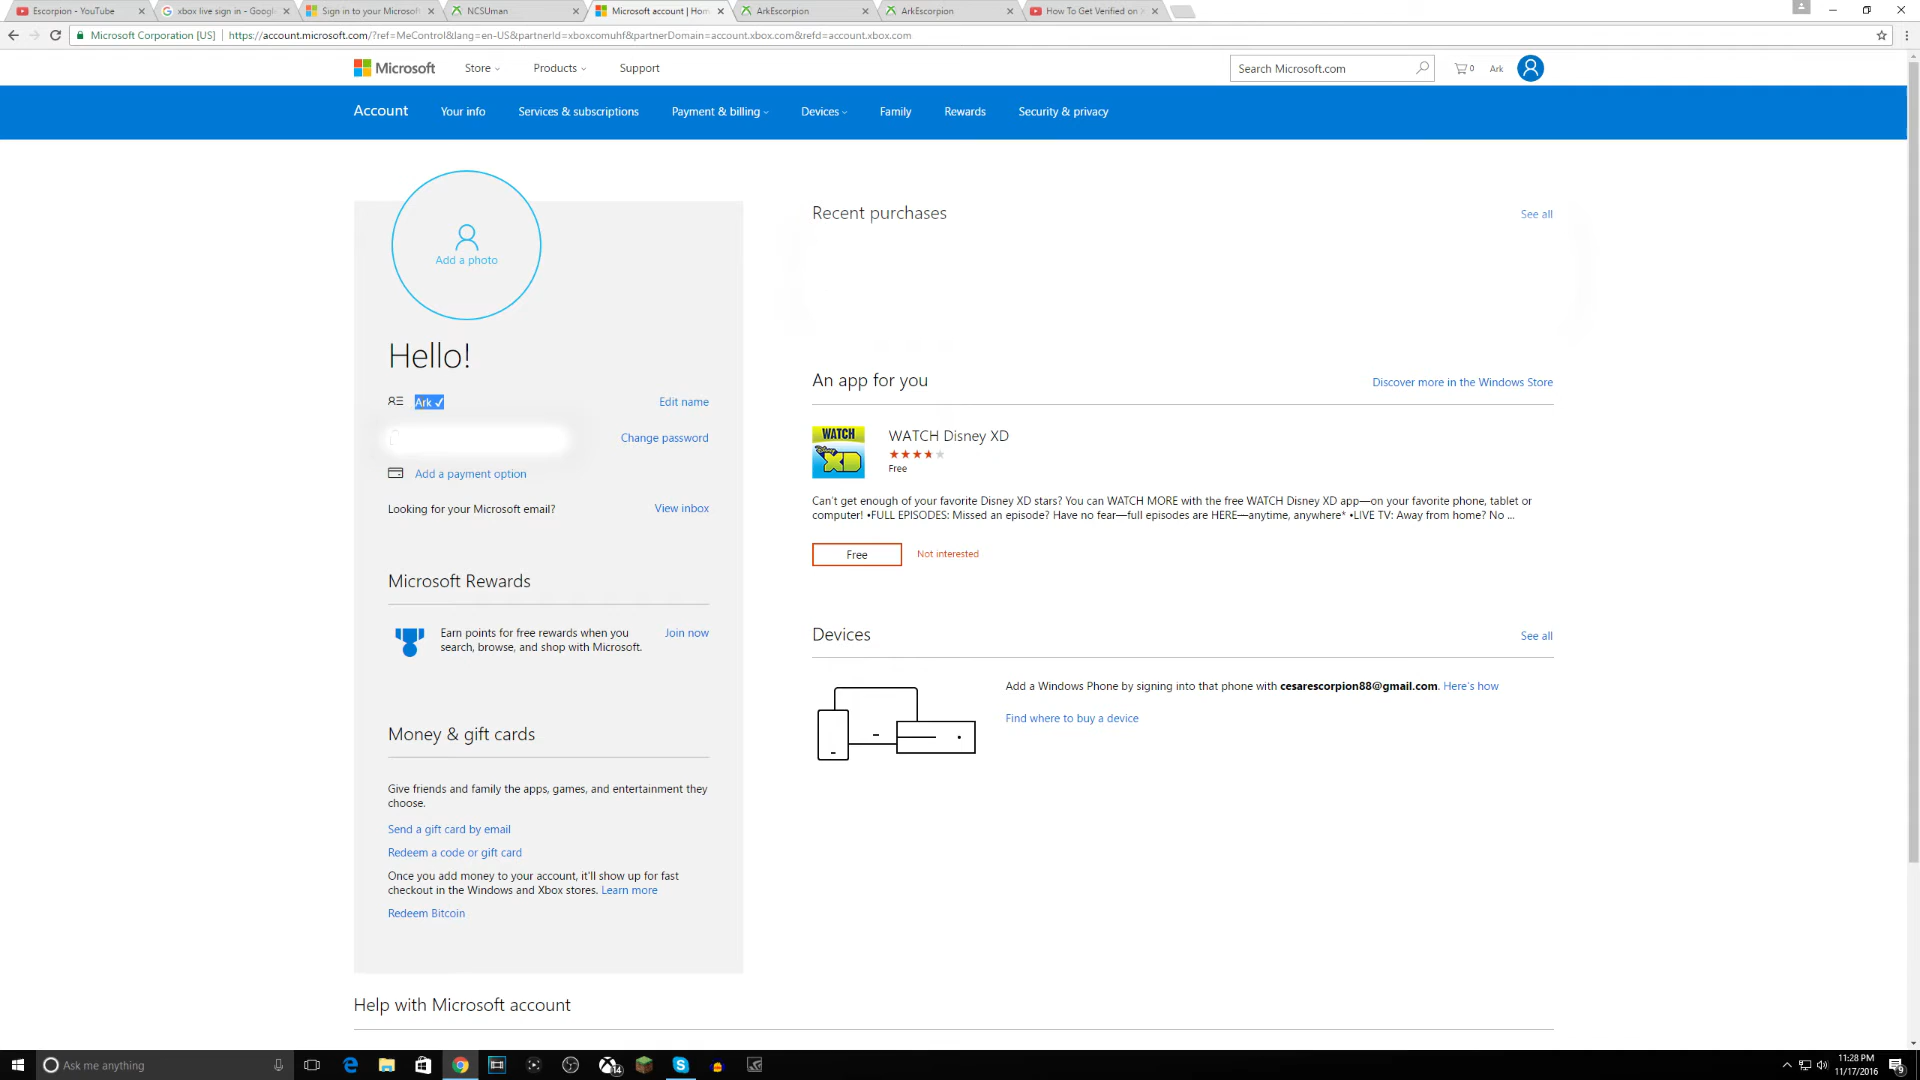 Escorpion - YouTube
xbox live sign in - Googl
Sign in to your Microsof
NCSUman
Microsoft account | Hom
ArkEscorpion
ArkEscorpion
How To Get Verified on
Microsoft Corporation [US]
https://account.microsoft.com/?ref=MeControl&lang=en-US&partnerId=xboxcomuhf&partnerDomain=account.xbox.com&refd=account.xbox.com
Microsoft
Store
Products
Support
Search Microsoft.com
0
Ark
Account
Your info
Services & subscriptions
Payment & billing
Devices
Family
Rewards
Security & privacy
Add a photo
Hello!
Ark ✓
Edit name
Change password
Add a payment option
Looking for your Microsoft email?
View inbox
Microsoft Rewards
Earn points for free rewards when you
search, browse, and shop with Microsoft.
Join now
Money & gift cards
Give friends and family the apps, games, and entertainment they
choose.
Send a gift card by email
Redeem a code or gift card
Once you add money to your account, it'll show up for fast
checkout in the Windows and Xbox stores. Learn more
Redeem Bitcoin
Recent purchases
See all
An app for you
Discover more in the Windows Store
WATCH
Disney XD
WATCH Disney XD
Free
Can't get enough of your favorite Disney XD stars? You can WATCH MORE with the free WATCH Disney XD app—on your favorite phone, tablet or
computer! •FULL EPISODES: Missed an episode? Have no fear—full episodes are HERE—anytime, anywhere* •LIVE TV: Away from home? No ...
Free
Not interested
Devices
See all
Add a Windows Phone by signing into that phone with cesarescorpion88@gmail.com. Here's how
Find where to buy a device
Help with Microsoft account
Ask me anything
14
11:28 PM
11/17/2016
9